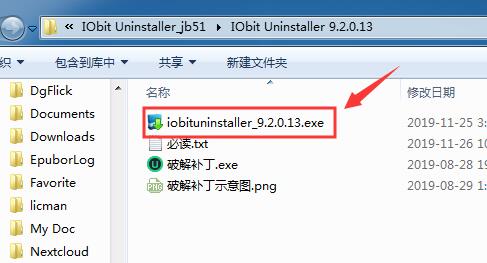 « IObit Uninstaller_jb51 ▸ IObit Uninstaller 9.2.0.13
织 包含到库中 共享 新建文件夹
DgFlick
Documents
Downloads
EpuborLog
Favorite
licman
My Doc
Nextcloud
名称 修改日期
iobituninstaller_9.2.0.13.exe 2019-11-25 3
必读.txt 2019-11-26 10
破解补丁.exe 2019-08-28 1
破解补丁示意图.png 2019-08-29 1